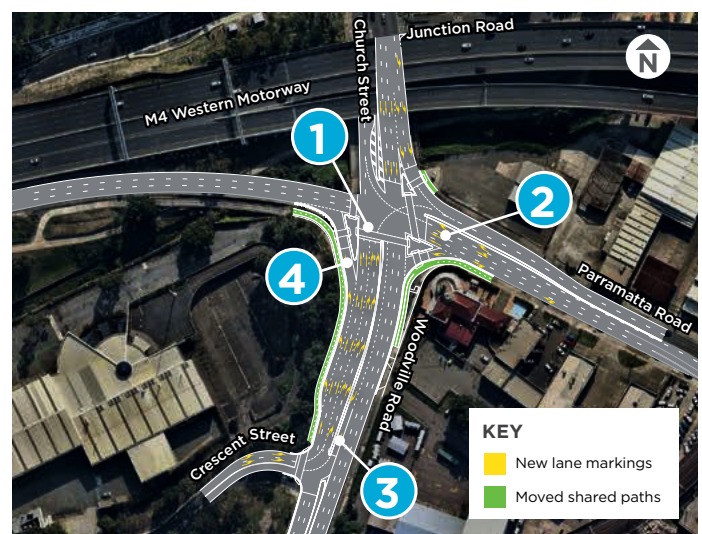 Junction Road
Church Street
N
M4 Western Motorway
1
2
4
Parramatta Road
Woodville Road
Crescent Street
3
KEY
New lane markings
Moved shared paths